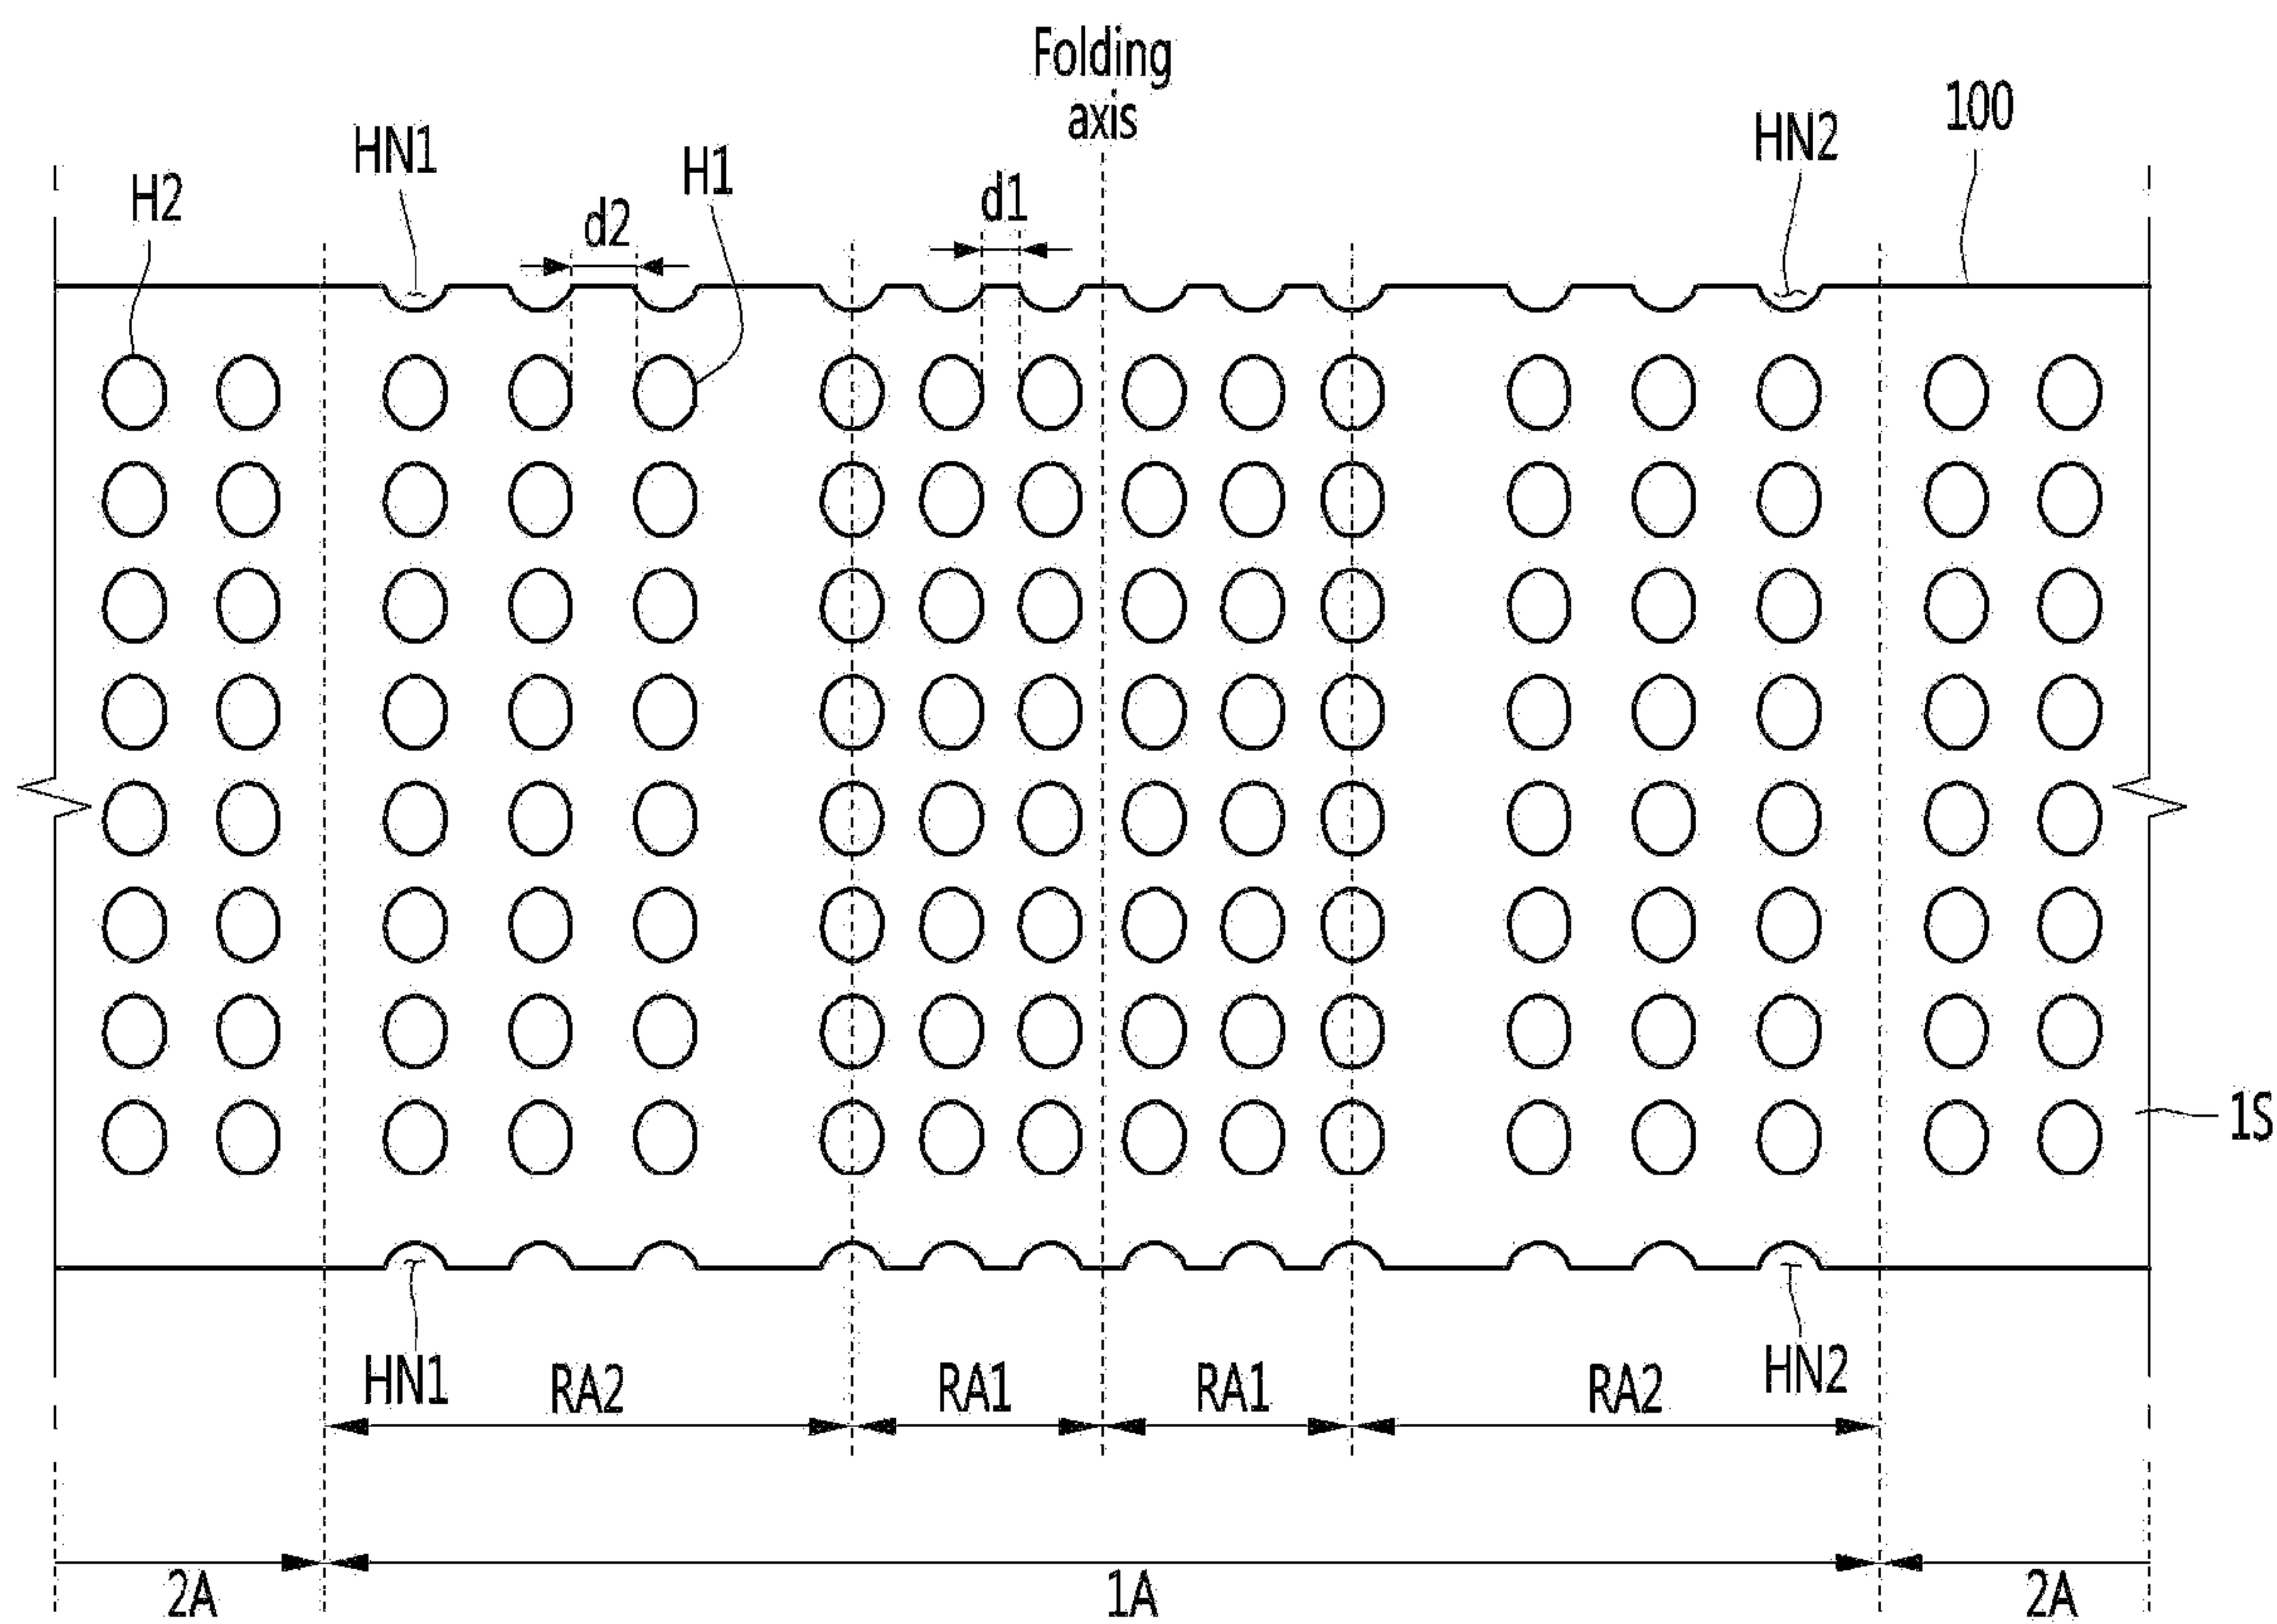 Folding
axis
100
HN1
HN2
H1
H2
d2
d1
1S
HN1
RA2
RA1
RA1
RA2
HN2
2A
1A
2A